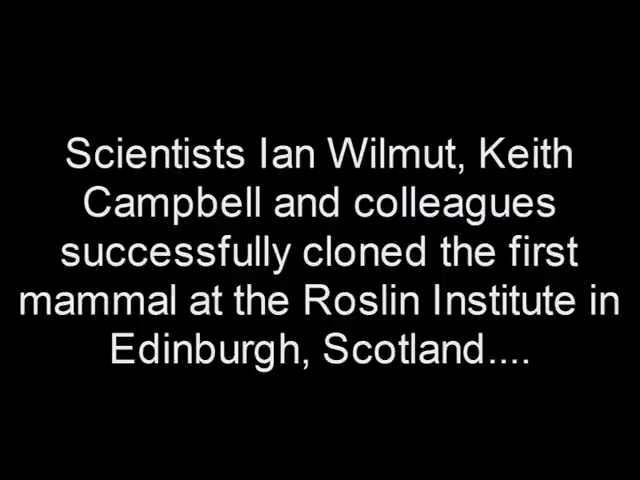 Scientists Ian Wilmut, Keith
Campbell and colleagues
successfully cloned the first
mammal at the Roslin Institute in
Edinburgh, Scotland....